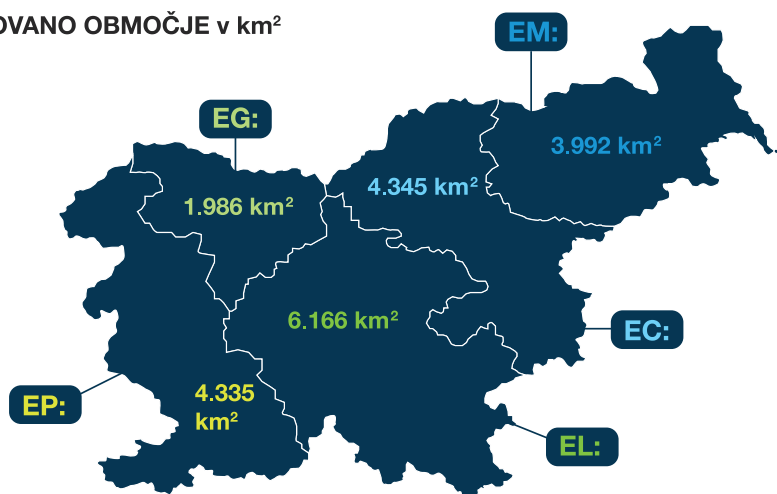 OVANO OBMOČJE v km²
EM:
EG:
3.992 km²
4.345 km²
1.986 km²
6.166 km²
EC:
4.335
km²
EP:
EL: